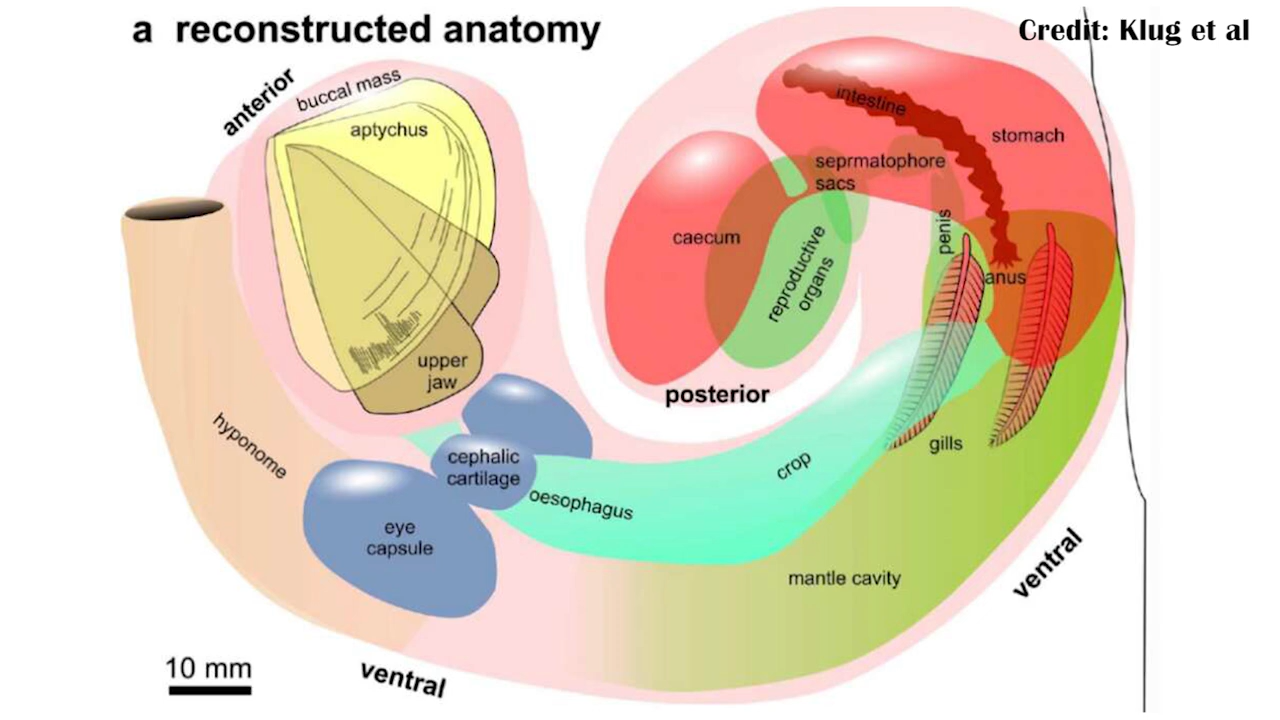 a reconstructed anatomy
Credit: Klug et al
anterior
buccal mass
aptychus
intestine
stomach
seprmatophore
sacs
caecum
reproductive
organs
penis
anus
upper
jaw
posterior
hyponome
cephalic
cartilage
oesophagus
crop
gills
eye
capsule
mantle cavity
ventral
ventral
10 mm